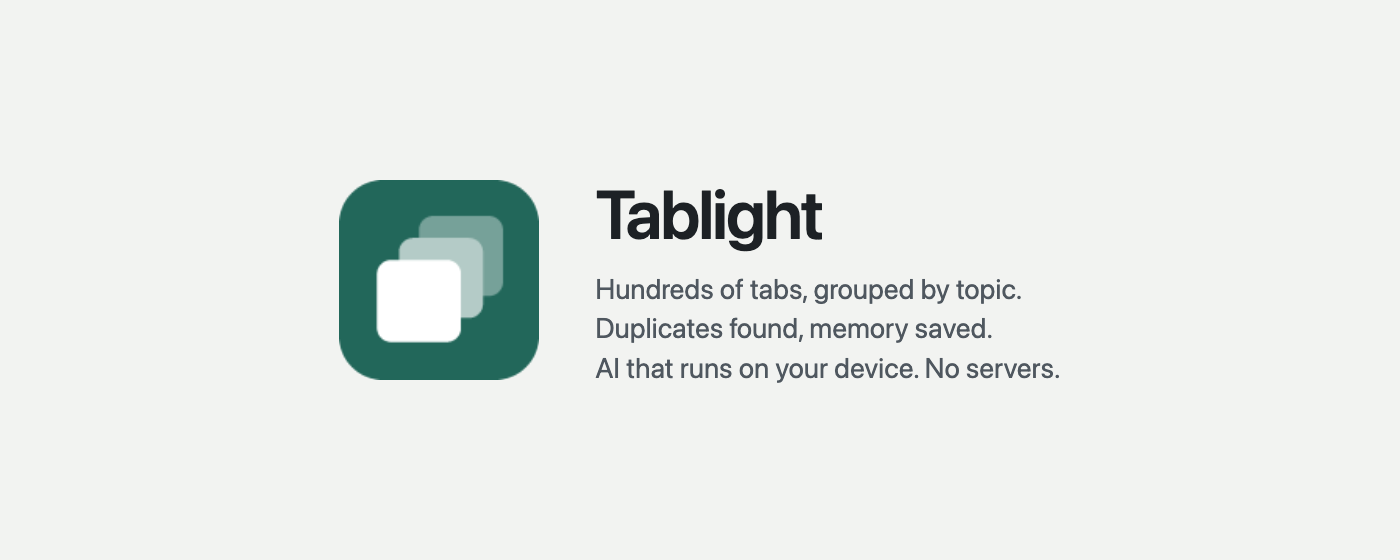 Tablight
Hundreds of tabs, grouped by topic.
Duplicates found, memory saved.
AI that runs on your device. No servers.